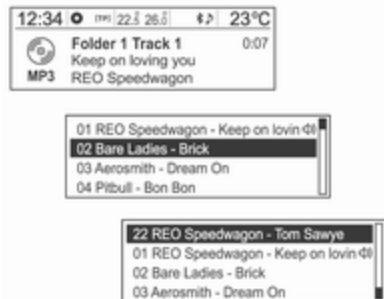 12:34 [TP] 22.5 26.0 23°C
Folder 1 Track 1 0:07
Keep on loving you
MP3 REO Speedwagon
01 REO Speedwagon - Keep on lovin
02 Bare Ladies - Brick
03 Aerosmith - Dream On
04 Pitbull - Bon Bon
22 REO Speedwagon - Tom Sawye
01 REO Speedwagon - Keep on lovin
02 Bare Ladies - Brick
03 Aerosmith - Dream On